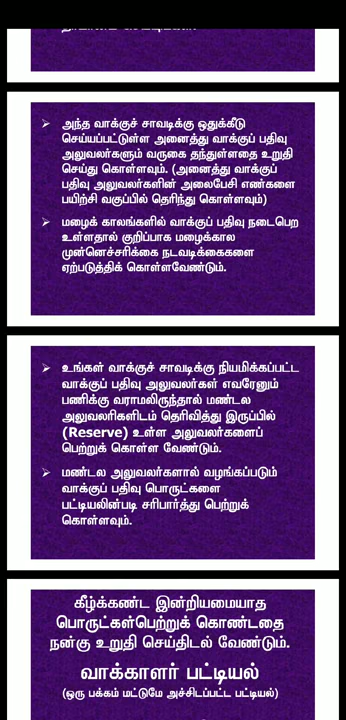 அந்த வாக்குச் சாவடிக்கு ஒதுக்கீடு
செய்யப்பட்டுள்ள அனைத்து வாக்குப் பதிவு
அலுவலர்களும் வருகை தந்துள்ளதை உறுதி
செய்து கொள்ளவும். (அனைத்து வாக்குப்
பதிவு அலுவலர்களின் அலைபேசி எண்களை
பயிற்சி வகுப்பில் தெரிந்து கொள்ளவும்)
மழைக் காலங்களில் வாக்குப் பதிவு நடைபெற
உள்ளதால் குறிப்பாக மழைக்கால
முன்னெச்சரிக்கை நடவடிக்கைகளை
ஏற்படுத்திக் கொள்ளவேண்டும்.
உங்கள் வாக்குச் சாவடிக்கு நியமிக்கப்பட்ட
வாக்குப் பதிவு அலுவலர்கள் எவரேனும்
பணிக்கு வராமலிருந்தால் மண்டல
அலுவலரிகளிடம் தெரிவித்து இருப்பில்
(Reserve) உள்ள அலுவலர்களைப்
பெற்றுக் கொள்ள வேண்டும்.
மண்டல அலுவலர்களால் வழங்கப்படும்
வாக்குப் பதிவு பொருட்களை
பட்டியலின்படி சரிபார்த்து பெற்றுக்
கொள்ளவும்.
கீழ்க்கண்ட இன்றியமையாத
பொருட்கள்பெற்றுக் கொண்டதை
நன்கு உறுதி செய்திடல் வேண்டும்.
வாக்காளர் பட்டியல்
(ஒரு பக்கம் மட்டுமே அச்சிடப்பட்ட பட்டியல்)